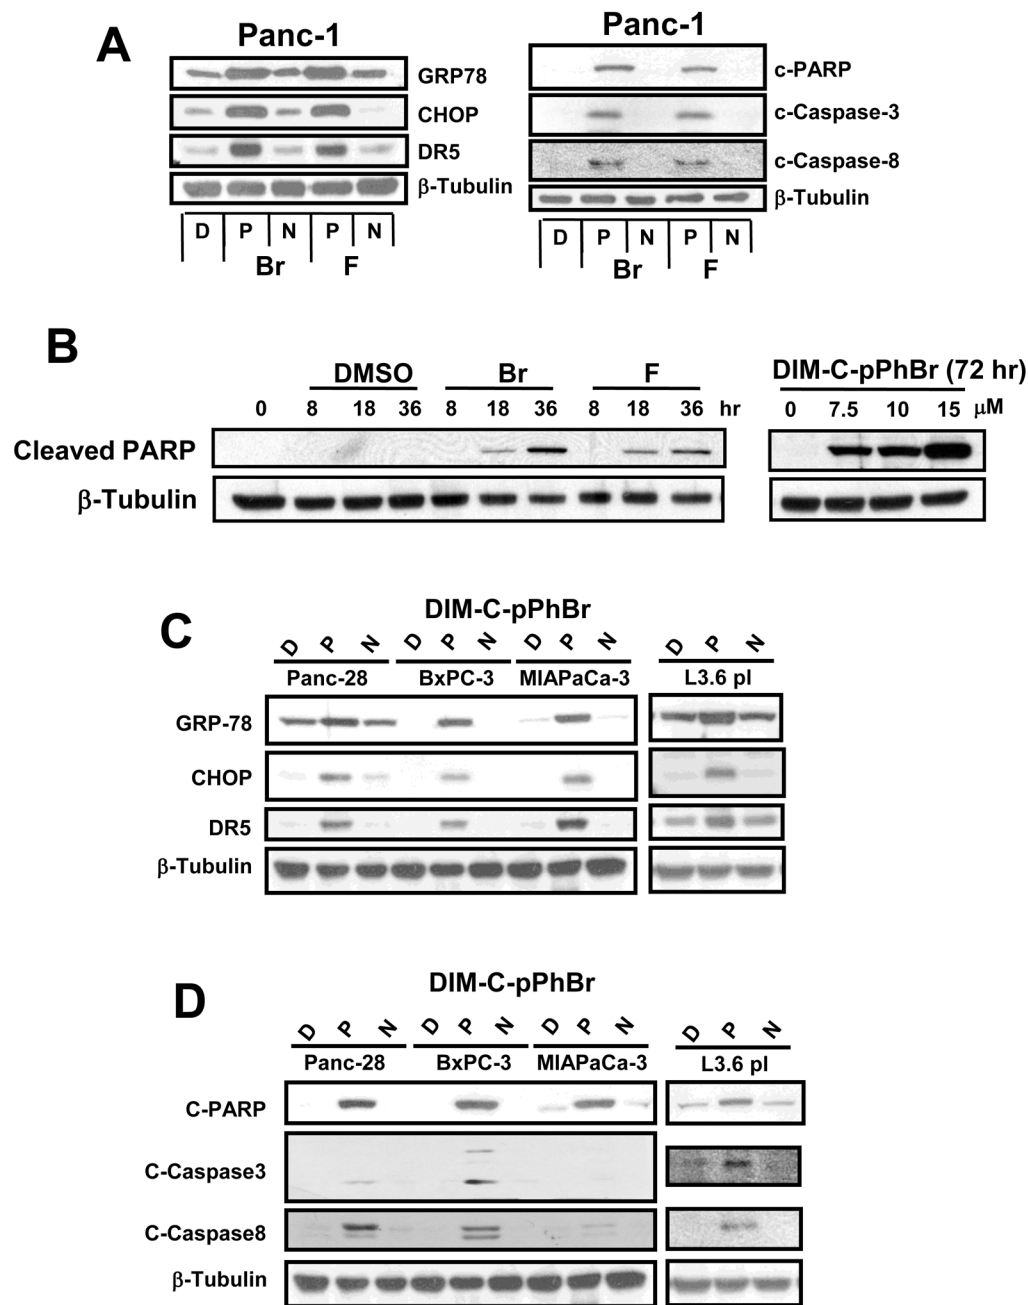 A
Panc-1
GRP78
CHOP
DR5
β-Tubulin
D P N P N
Br F
Panc-1
c-PARP
c-Caspase-3
c-Caspase-8
β-Tubulin
D P N P N
Br F
B
DMSO Br F
0 8 18 36 8 18 36 8 18 36 hr
Cleaved PARP
β-Tubulin
DIM-C-pPhBr (72 hr)
0 7.5 10 15 μM
C
DIM-C-pPhBr
D P N D P N D P N D P N
Panc-28 BxPC-3 MIAPaCa-3 L3.6 pl
GRP-78
CHOP
DR5
β-Tubulin
D
DIM-C-pPhBr
D P N D P N D P N D P N
Panc-28 BxPC-3 MIAPaCa-3 L3.6 pl
C-PARP
C-Caspase3
C-Caspase8
β-Tubulin